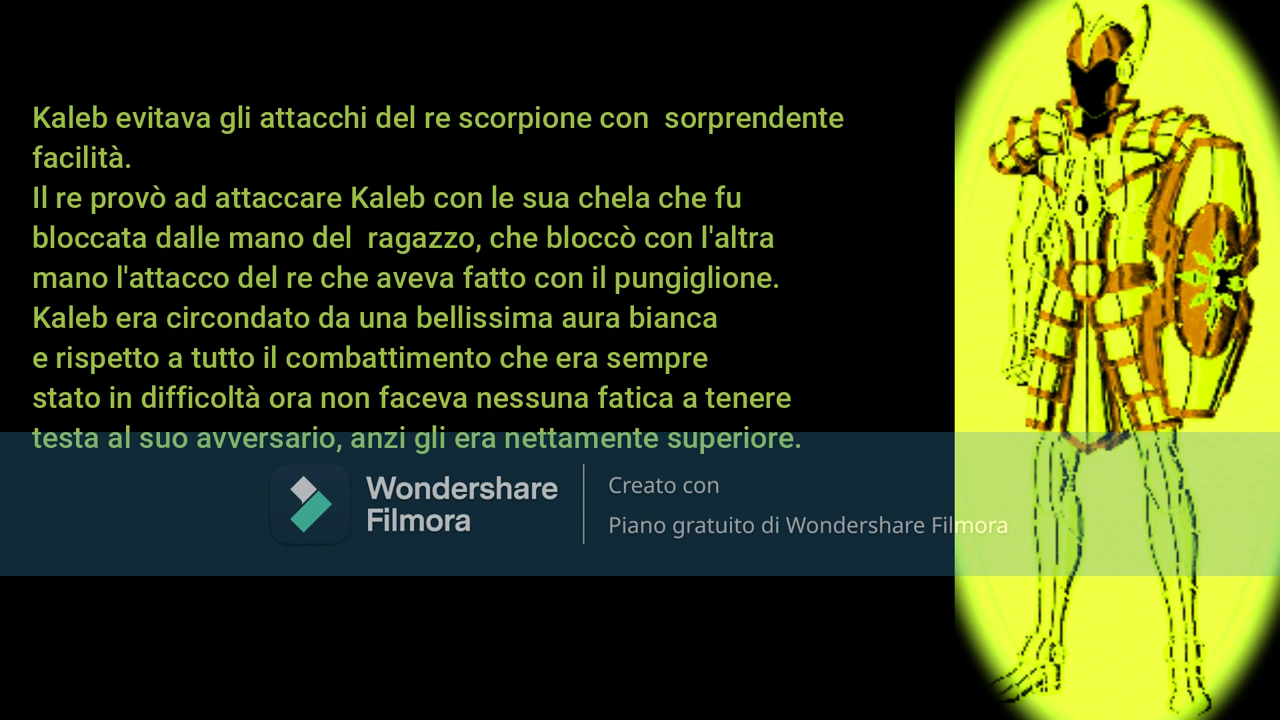 Kaleb evitava gli attacchi del re scorpione con  sorprendente
facilità.
Il re provò ad attaccare Kaleb con le sua chela che fu
bloccata dalle mano del  ragazzo, che bloccò con l'altra
mano l'attacco del re che aveva fatto con il pungiglione.
Kaleb era circondato da una bellissima aura bianca
e rispetto a tutto il combattimento che era sempre
stato in difficoltà ora non faceva nessuna fatica a tenere
testa al suo avversario, anzi gli era nettamente superiore.
Wondershare
Filmora
Creato con
Piano gratuito di Wondershare Filmora